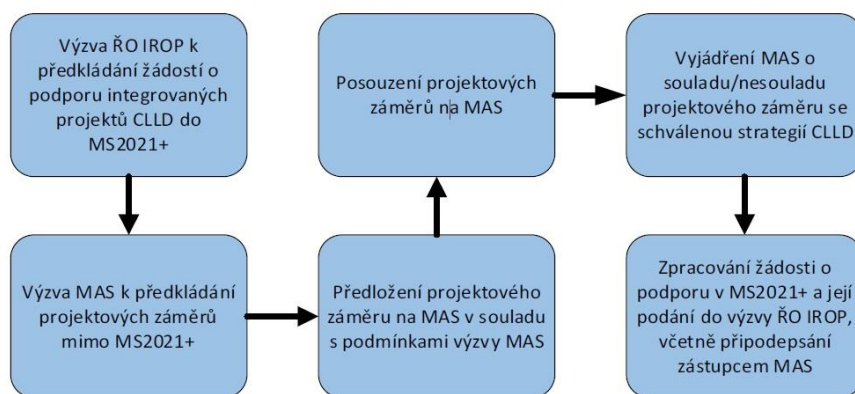 Výzva ŘO IROP k
předkládání žádostí o
podporu integrovaných
projektů CLLD do
MS2021+
Výzva MAS k předkládání
projektových záměrů
mimo MS2021+
Předložení projektového
záměru na MAS v souladu
s podmínkami výzvy MAS
Posouzení projektových
záměrů na MAS
Vyjádření MAS o
souladu/nesouladu
projektového záměru se
schválenou strategií CLLD
Zpracování žádosti o
podporu v MS2021+ a její
podání do výzvy ŘO IROP,
včetně připodepsání
zástupcem MAS